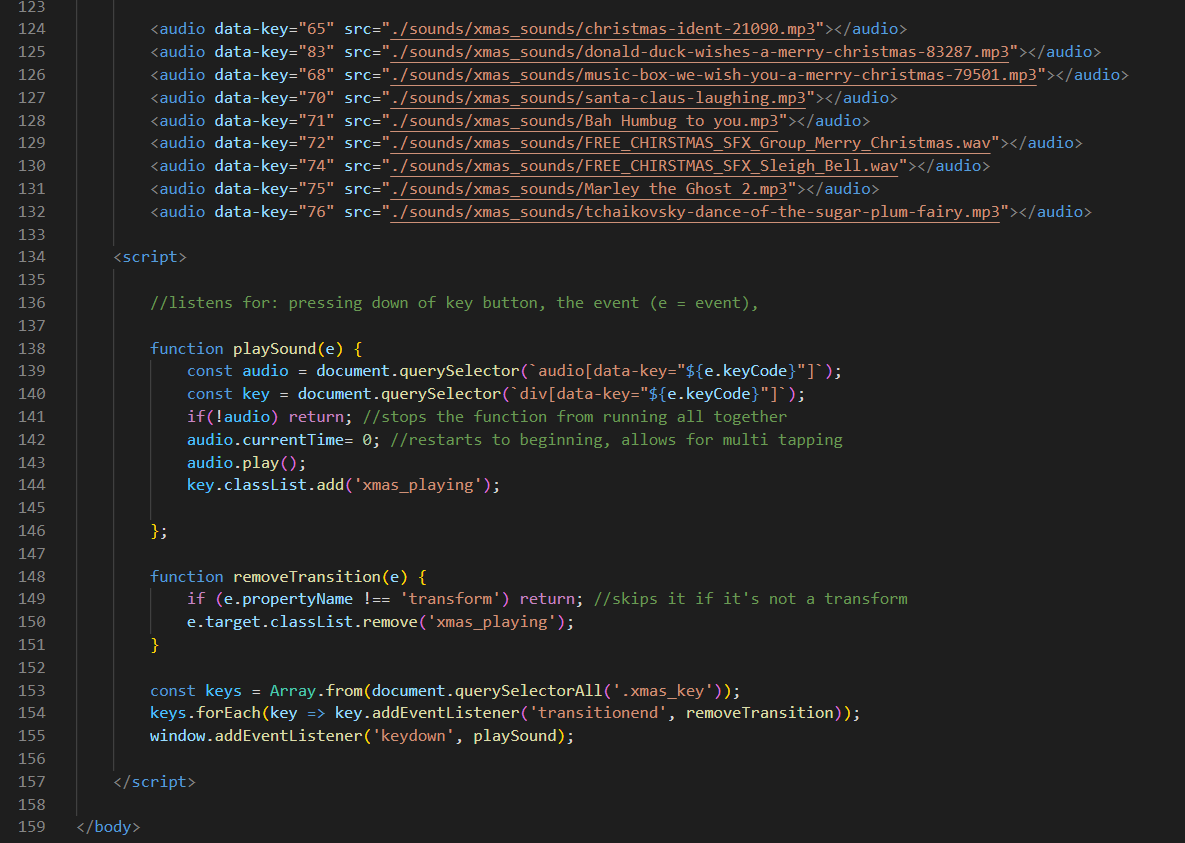 123
124 <audio data-key="65" src="./sounds/xmas_sounds/christmas-ident-21090.mp3"></audio>
125 <audio data-key="83" src="./sounds/xmas_sounds/donald-duck-wishes-a-merry-christmas-83287.mp3"></audio>
126 <audio data-key="68" src="./sounds/xmas_sounds/music-box-we-wish-you-a-merry-christmas-79501.mp3"></audio>
127 <audio data-key="70" src="./sounds/xmas_sounds/santa-claus-laughing.mp3"></audio>
128 <audio data-key="71" src="./sounds/xmas_sounds/Bah Humbug to you.mp3"></audio>
129 <audio data-key="72" src="./sounds/xmas_sounds/FREE_CHIRSTMAS_SFX_Group_Merry_Christmas.wav"></audio>
130 <audio data-key="74" src="./sounds/xmas_sounds/FREE_CHIRSTMAS_SFX_Sleigh_Bell.wav"></audio>
131 <audio data-key="75" src="./sounds/xmas_sounds/Marley the Ghost 2.mp3"></audio>
132 <audio data-key="76" src="./sounds/xmas_sounds/tchaikovsky-dance-of-the-sugar-plum-fairy.mp3"></audio>
133
134 <script>
135
136 //listens for: pressing down of key button, the event (e = event),
137
138 function playSound(e) {
139 const audio = document.querySelector(`audio[data-key="${e.keyCode}"]`);
140 const key = document.querySelector(`div[data-key="${e.keyCode}"]`);
141 if(!audio) return; //stops the function from running all together
142 audio.currentTime= 0; //restarts to beginning, allows for multi tapping
143 audio.play();
144 key.classList.add('xmas_playing');
145
146 };
147
148 function removeTransition(e) {
149 if (e.propertyName !== 'transform') return; //skips it if it's not a transform
150 e.target.classList.remove('xmas_playing');
151 }
152
153 const keys = Array.from(document.querySelectorAll('.xmas_key'));
154 keys.forEach(key => key.addEventListener('transitionend', removeTransition));
155 window.addEventListener('keydown', playSound);
156
157 </script>
158
159 </body>